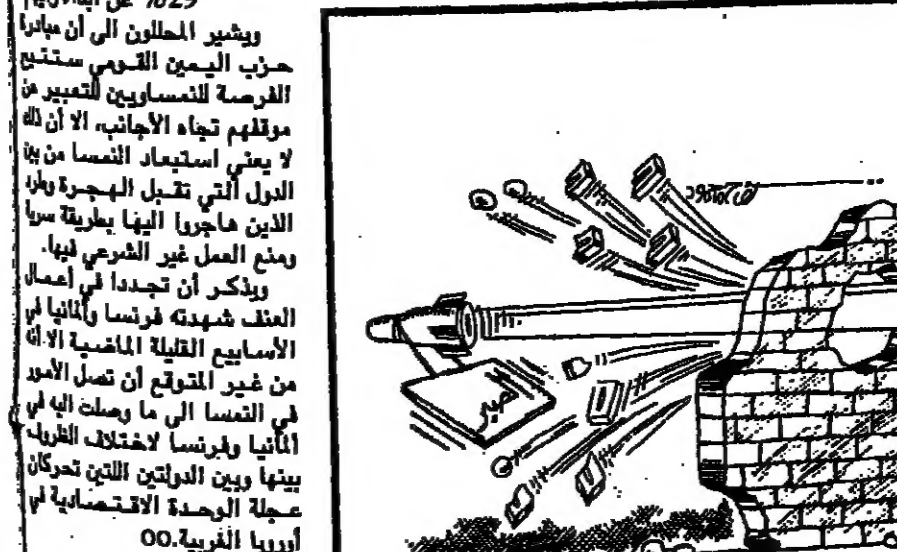 ويشير المحللون الى أن مبادرة
حزب اليمين القومي ستتيح
الفرصة للنمساويين للتعبير عن
موقفهم تجاه الأجانب، الا أن ذلك
لا يعني استبعاد النمسا من بين
الدول التي تقبل الهجرة وطرد
الذين هاجروا اليها بطريقة سرية
ومنع العمل غير الشرعي فيها.
ويذكر أن تجددا في أعمال
العنف شهدته فرنسا وألمانيا في
الأسابيع القليلة الماضية الا أنه
من غير المتوقع أن تصل الأمور
في النمسا الى ما وصلت اليه في
ألمانيا وفرنسا لاختلاف الظروف
بينها وبين الدولتين اللتين تحركان
عجلة الوحدة الاقتصادية في
أوروبا الغربية.OO
محمود
الصبر